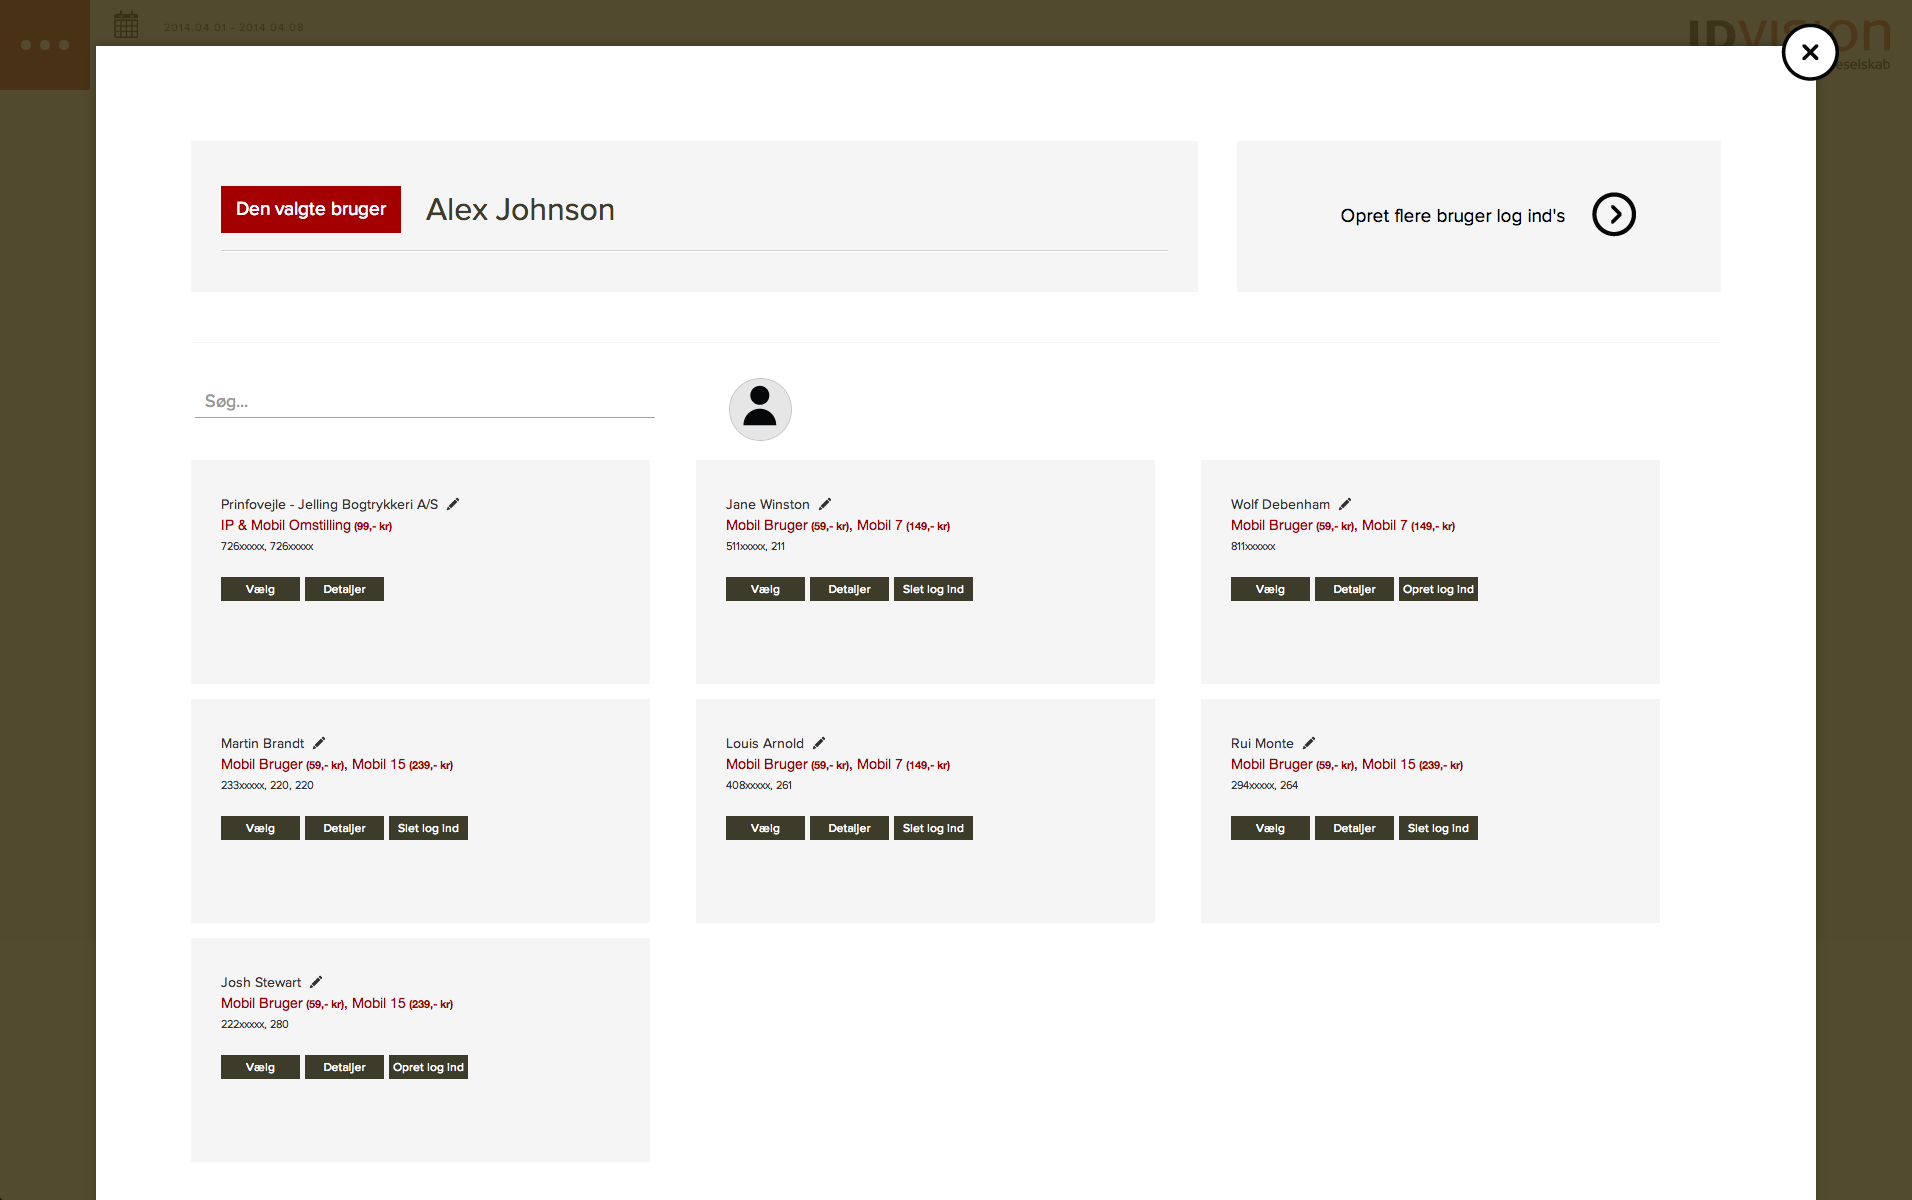 2014.04.01 - 2014.04.08
eselskab
Den valgte bruger
Alex Johnson
Opret flere bruger log ind's
Søg...
Prinfovejle - Jelling Bogtrykkeri A/S
IP & Mobil Omstilling (99,- kr)
726xxxxx, 726xxxxx
Vælg
Detaljer
Jane Winston
Mobil Bruger (59,- kr), Mobil 7 (149,- kr)
511xxxxx, 211
Vælg
Detaljer
Slet log ind
Wolf Debenham
Mobil Bruger (59,- kr), Mobil 7 (149,- kr)
811xxxxxx
Vælg
Detaljer
Opret log ind
Martin Brandt
Mobil Bruger (59,- kr), Mobil 15 (239,- kr)
233xxxxx, 220, 220
Vælg
Detaljer
Slet log ind
Louis Arnold
Mobil Bruger (59,- kr), Mobil 7 (149,- kr)
408xxxxx, 261
Vælg
Detaljer
Slet log ind
Rui Monte
Mobil Bruger (59,- kr), Mobil 15 (239,- kr)
294xxxxx, 264
Vælg
Detaljer
Slet log ind
Josh Stewart
Mobil Bruger (59,- kr), Mobil 15 (239,- kr)
222xxxxx, 280
Vælg
Detaljer
Opret log ind